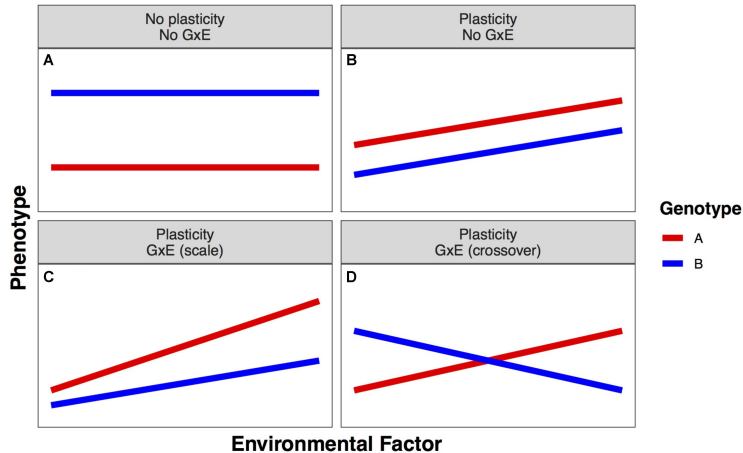 No plasticity
No GxE
Plasticity
No GxE
A
B
Phenotype
Plasticity
GxE (scale)
Plasticity
GxE (crossover)
C
D
Environmental Factor
Genotype
A
B